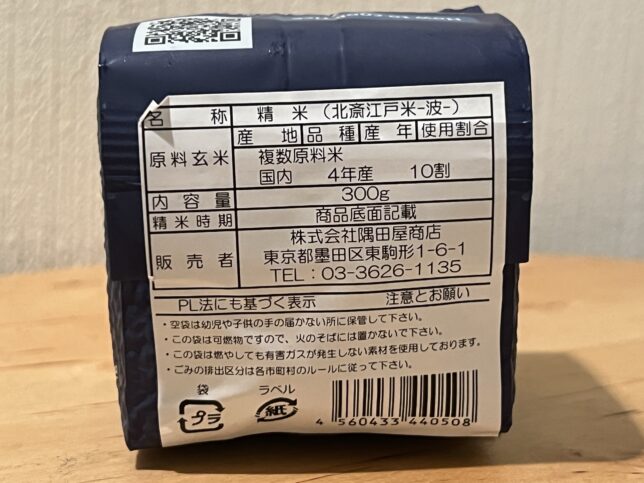 名称 精米（北斎江戸米-波-）
産地 品種 産年 使用割合
原料玄米 複数原料米
国内 4年産 10割
内容量 300g
精米時期 商品底面記載
販売者 株式会社隅田屋商店
東京都墨田区東駒形1-6-1
TEL：03-3626-1135
PL法にも基づく表示 注意とお願い
・空袋は幼児や子供の手の届かない所に保管して下さい。
・この袋は可燃物ですので、火のそばには置かないで下さい。
・この袋は燃やしても有害ガスが発生しない素材を使用しております。
・ごみの排出区分は各市町村のルールに従って下さい。
袋 ラベル
プラ 紙
4 560433 440508